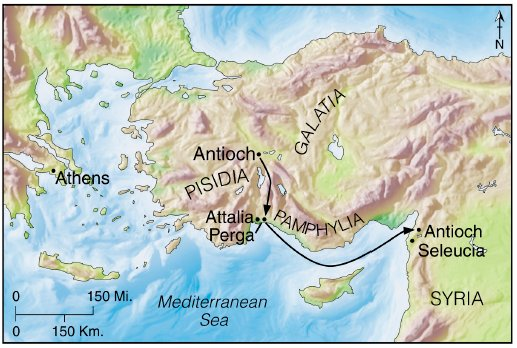 N
GALATIA
Antioch
PISIDIA
Athens
Attalia
Perga
PAMPHYLIA
Antioch
Seleucia
SYRIA
Mediterranean
Sea
0 150 Mi.
0 150 Km.